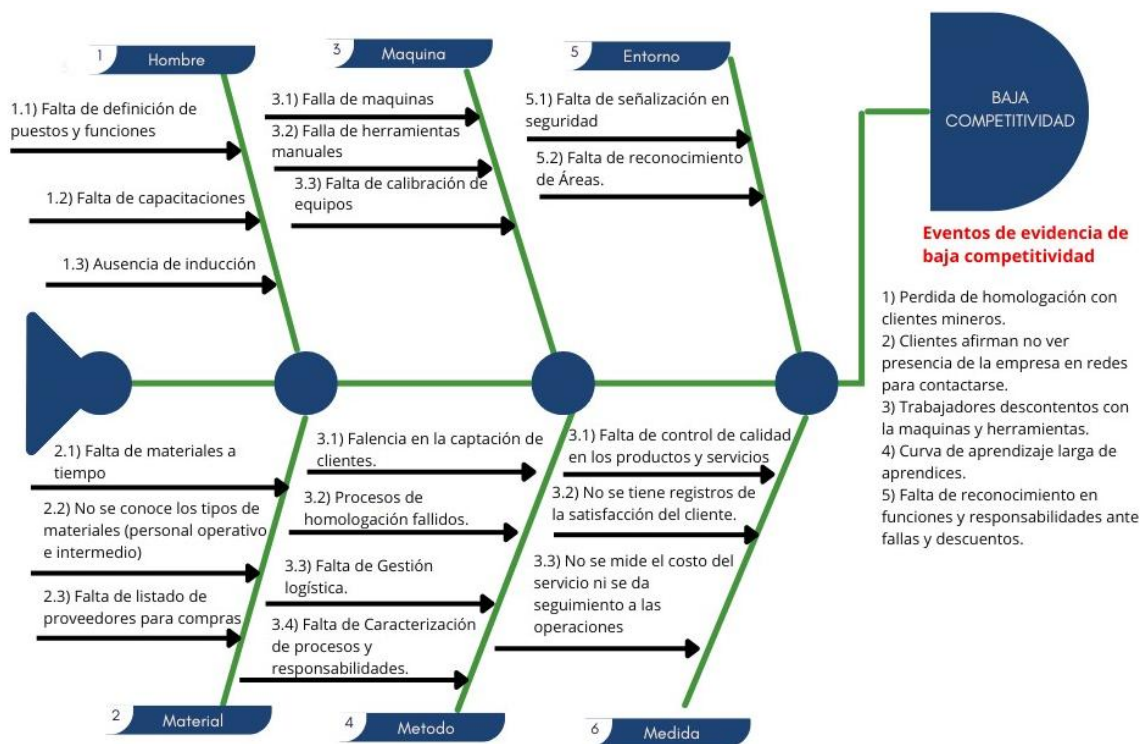 1 Hombre
1.1) Falta de definición de
puestos y funciones
1.2) Falta de capacitaciones
1.3) Ausencia de inducción
3 Maquina
3.1) Falla de maquinas
3.2) Falla de herramientas
manuales
3.3) Falta de calibración de
equipos
5 Entorno
5.1) Falta de señalización en
seguridad
5.2) Falta de reconocimiento
de Áreas.
BAJA
COMPETITIVIDAD
Eventos de evidencia de
baja competitividad
1) Perdida de homologación con
clientes mineros.
2) Clientes afirman no ver
presencia de la empresa en redes
para contactarse.
3) Trabajadores descontentos con
la maquinas y herramientas.
4) Curva de aprendizaje larga de
aprendices.
5) Falta de reconocimiento en
funciones y responsabilidades ante
fallas y descuentos.
2.1) Falta de materiales a
tiempo
2.2) No se conoce los tipos de
materiales (personal operativo
e intermedio)
2.3) Falta de listado de
proveedores para compras
2 Material
3.1) Falencia en la captación de
clientes.
3.2) Procesos de
homologación fallidos.
3.3) Falta de Gestión
logística.
3.4) Falta de Caracterización
de procesos y
responsabilidades.
4 Metodo
3.1) Falta de control de calidad
en los productos y servicios
3.2) No se tiene registros de
la satisfacción del cliente.
3.3) No se mide el costo del
servicio ni se da
seguimiento a las
operaciones
6 Medida